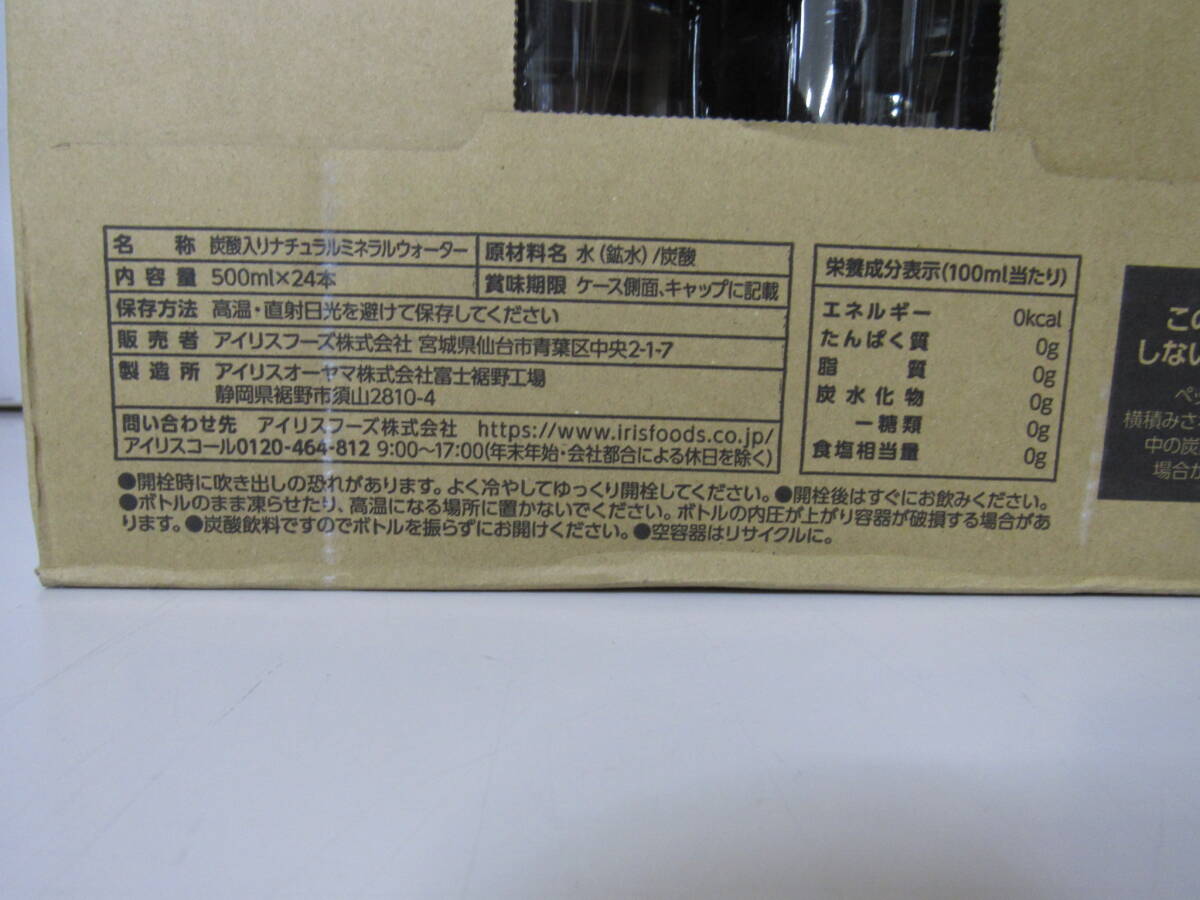 名称 炭酸入りナチュラルミネラルウォーター
原材料名 水(鉱水)/炭酸
内容量 500ml×24本
賞味期限 ケース側面、キャップに記載
保存方法 高温・直射日光を避けて保存してください
販売者 アイリスフーズ株式会社 宮城県仙台市青葉区中央2-1-7
製造所 アイリスオーヤマ株式会社富士裾野工場
静岡県裾野市須山2810-4
問い合わせ先 アイリスフーズ株式会社 https://www.irisfoods.co.jp/
アイリスコール0120-464-812 9:00〜17:00(年末年始・会社都合による休日を除く)
栄養成分表示(100ml当たり)
エネルギー 0kcal
たんぱく質 0g
脂質 0g
炭水化物 0g
ー糖類 0g
食塩相当量 0g
●開栓時に吹き出しの恐れがあります。よく冷やしてゆっくり開栓してください。●開栓後はすぐにお飲みください。
●ボトルのまま凍らせたり、高温になる場所に置かないでください。ボトルの内圧が上がり容器が破損する場合があ
ります。●炭酸飲料ですのでボトルを振らずにお開けください。●空容器はリサイクルに。
この
しない
ペッ
横積みさ
中の炭
場合が